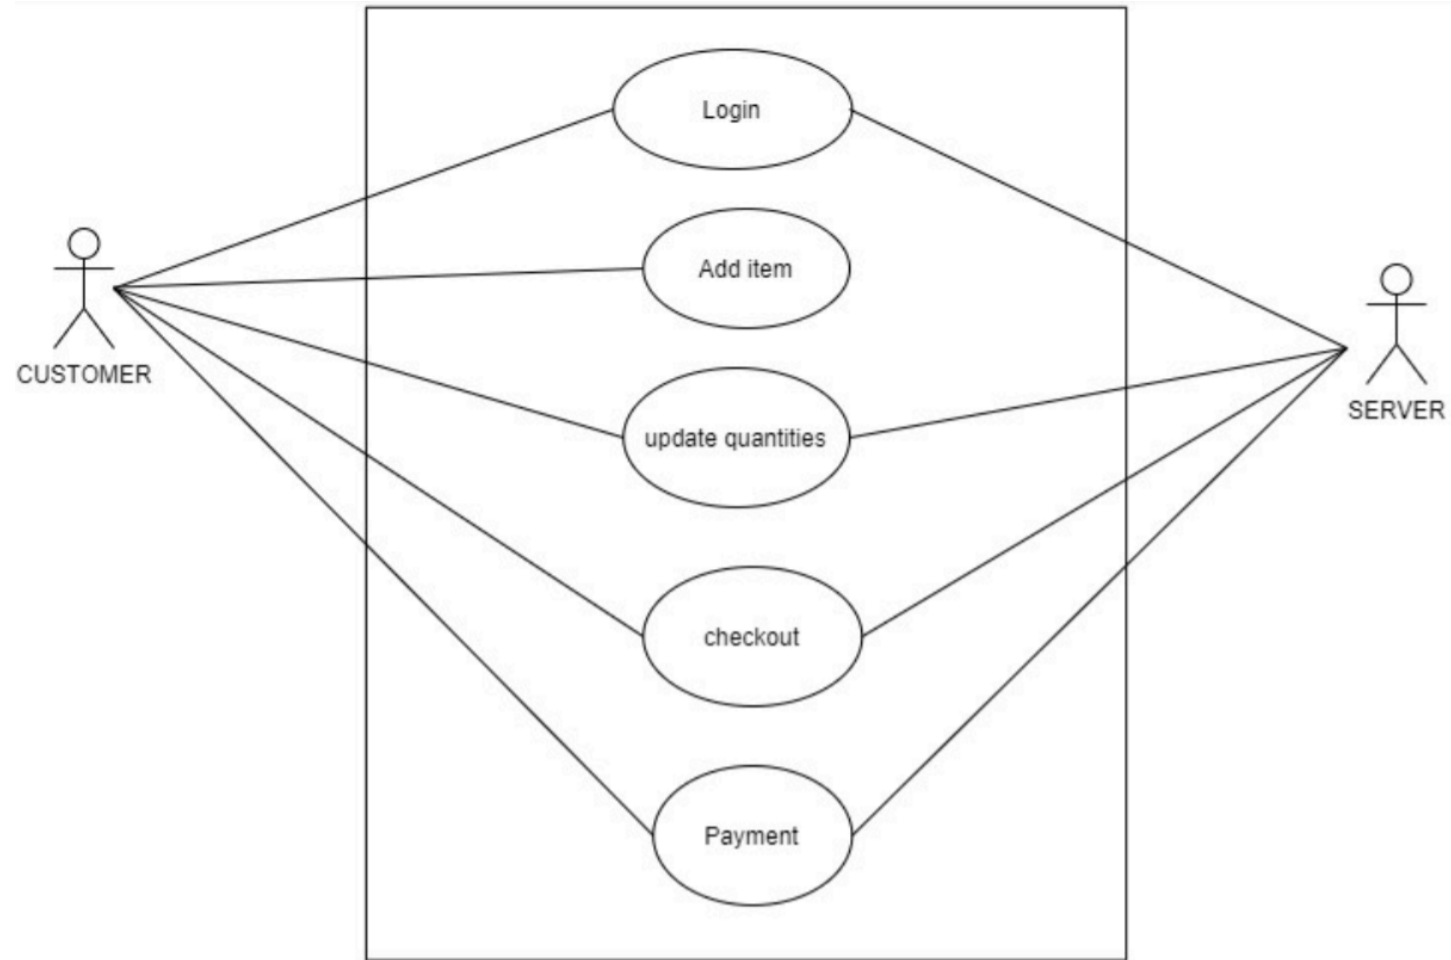 Login
Add item
CUSTOMER
SERVER
update quantities
checkout
Payment